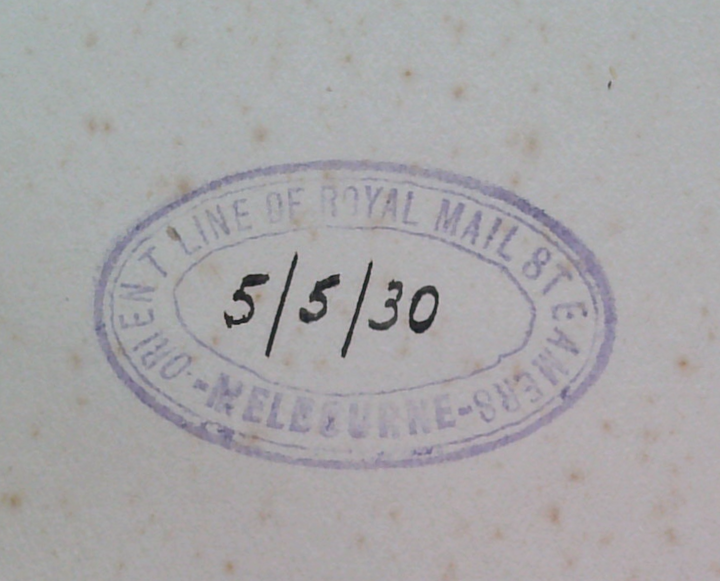 ORIENT LINE OF ROYAL MAIL STEAMERS
5/5/30
-MELBOURNE-